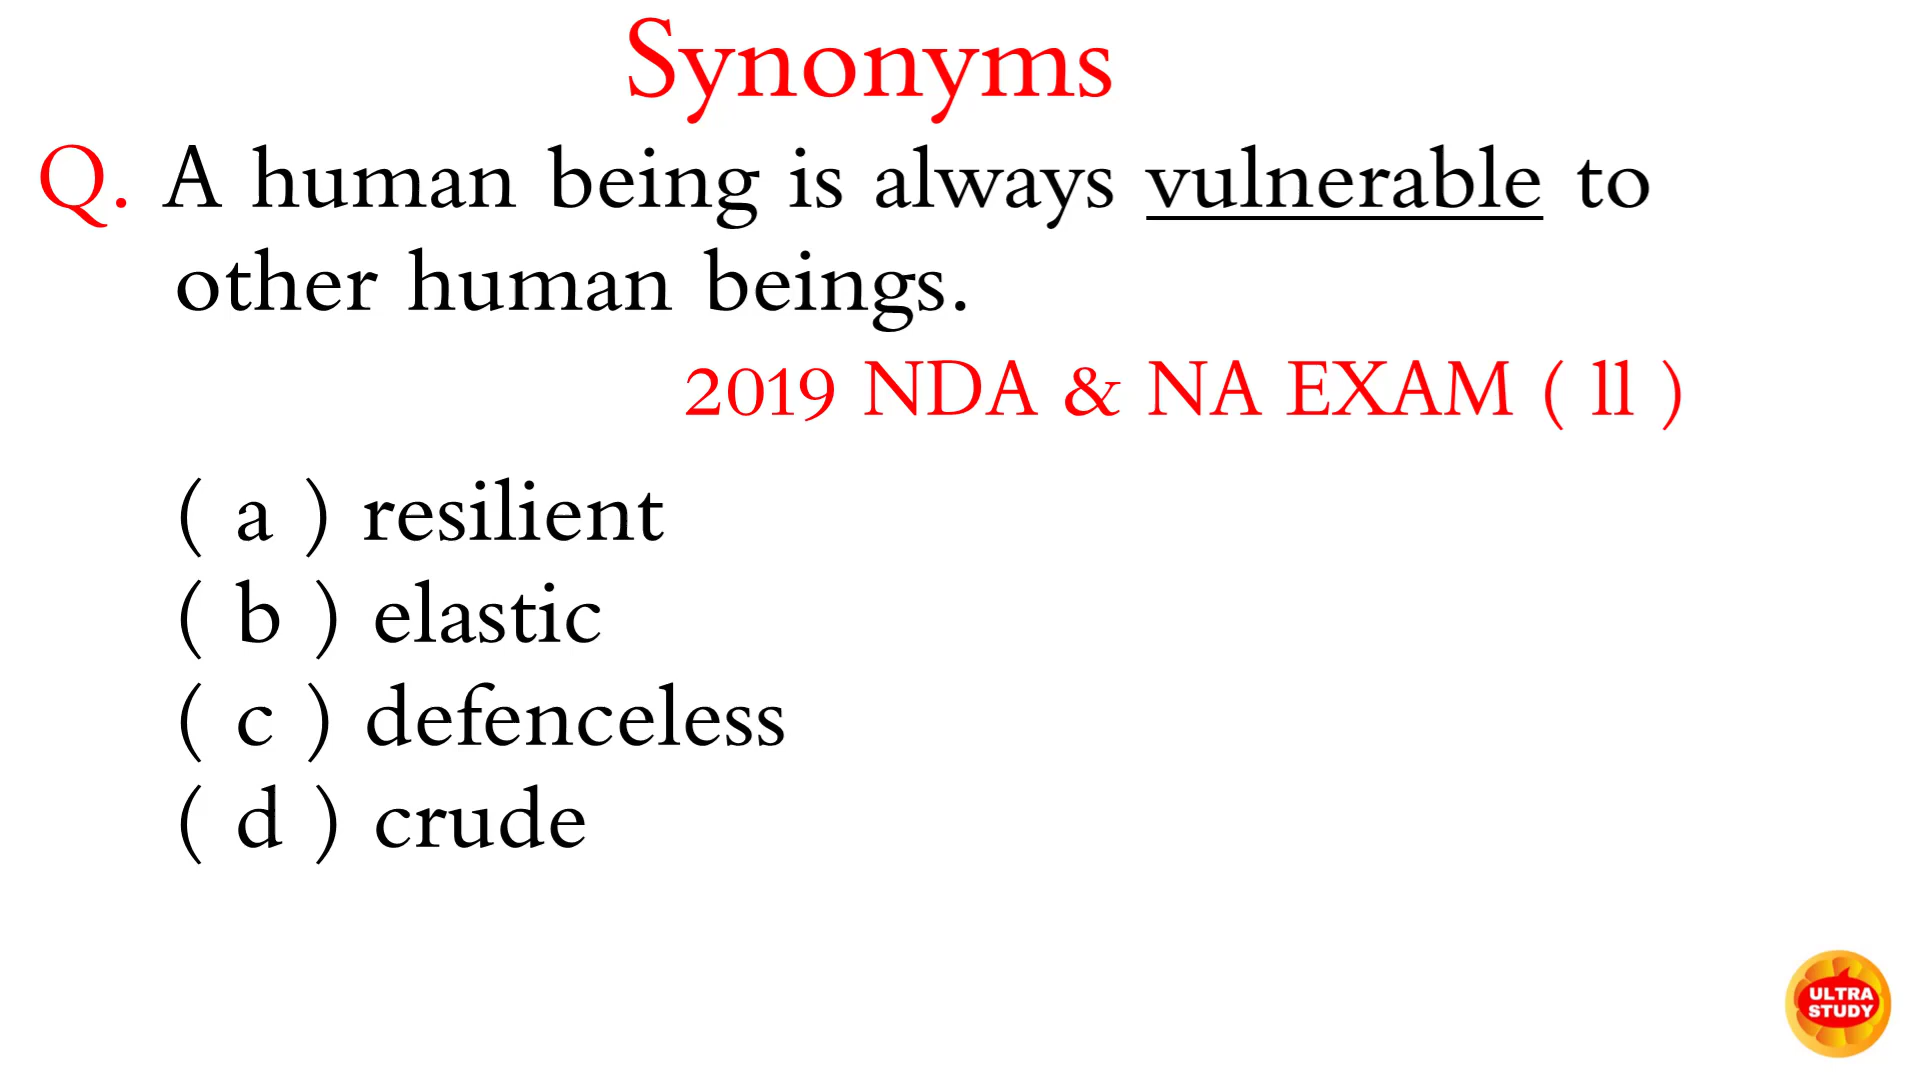 Synonyms
Q. A human being is always vulnerable to
other human beings.
2019 NDA & NA EXAM ( ll )
( a ) resilient
( b ) elastic
( c ) defenceless
( d ) crude
ULTRA
STUDY